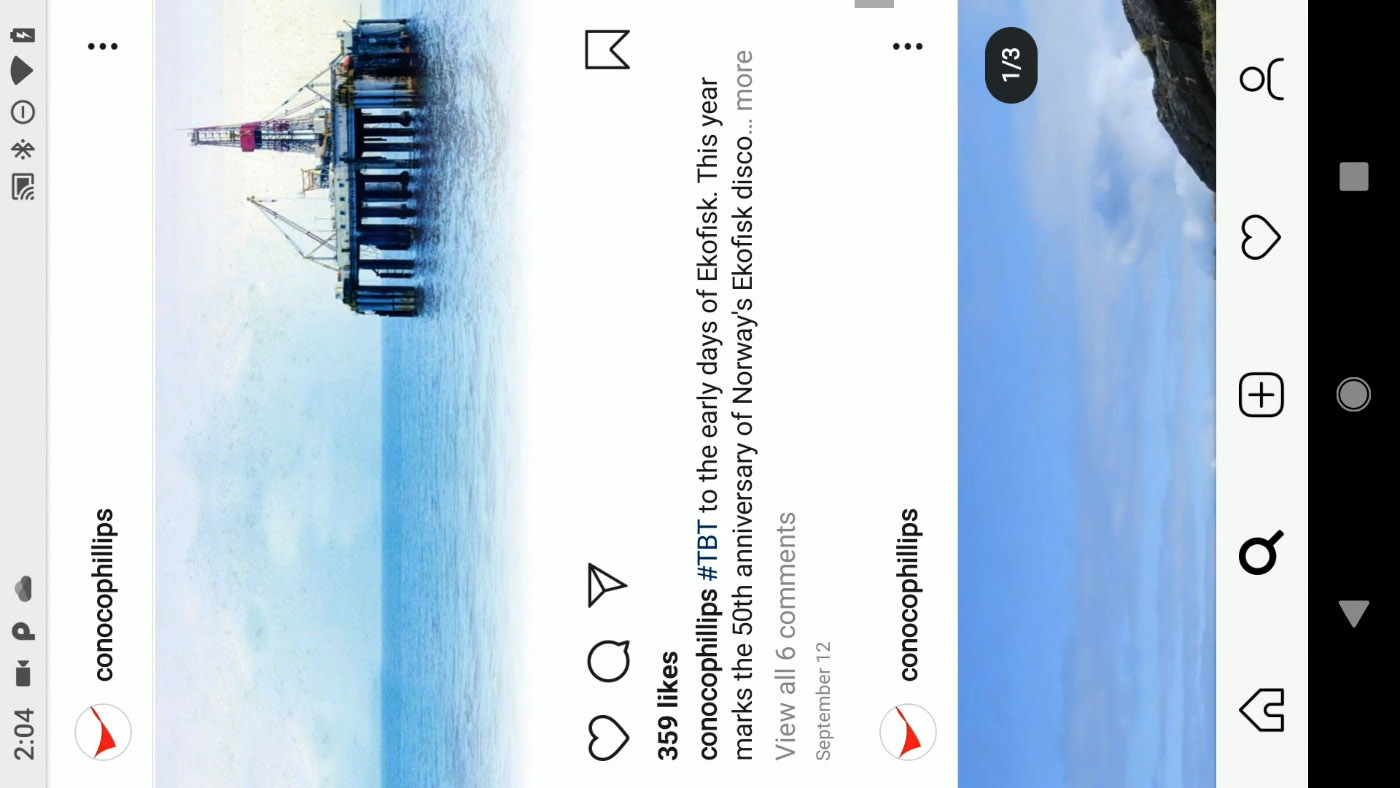 2:04
conocophillips
359 likes
conocophillips #TBT to the early days of Ekofisk. This year
marks the 50th anniversary of Norway's Ekofisk disco... more
View all 6 comments
September 12
conocophillips
1/3